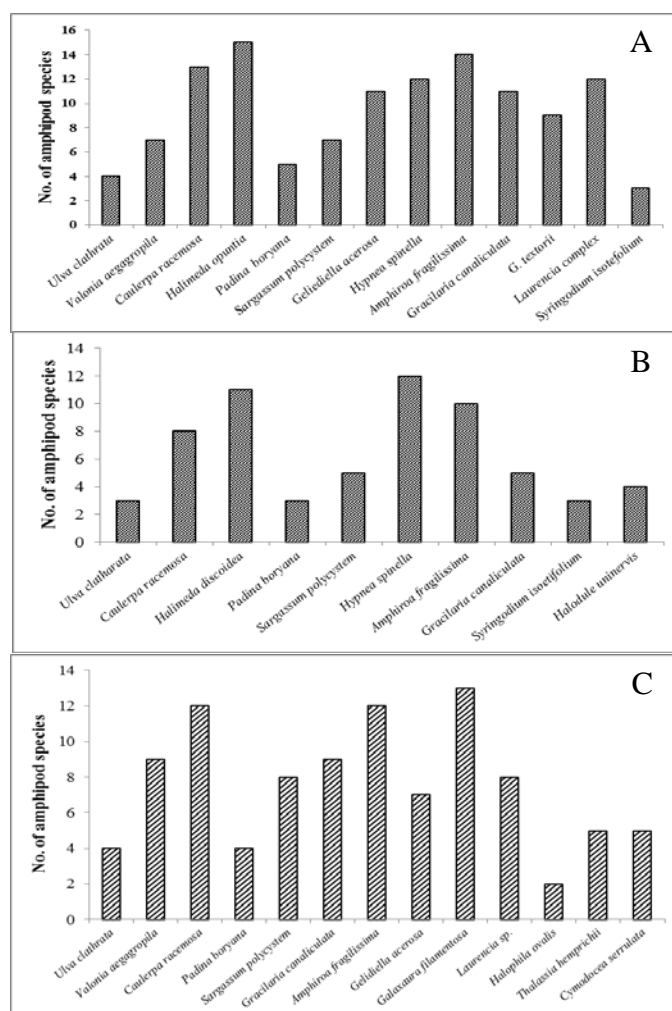 A
No. of amphipod species
16
14
12
10
8
6
4
2
0
Ulva clathrata
Valonia aegagropila
Caulerpa racemosa
Halimeda opuntia
Padina boryana
Sargassum polycystem
Geliediella acerosa
Hypnea spinella
Amphiroa fragilissima
Gracilaria canaliculata
G. textorii
Laurencia complex
Syringodium isotefolium
B
No. of amphipod species
14
12
10
8
6
4
2
0
Ulva clatharata
Caulerpa racemosa
Halimeda discoidea
Padina boryana
Sargassum polycystem
Hypnea spinella
Amphiroa fragilissima
Gracilaria canaliculata
Syringodium isoetifolium
Halodule uninervis
C
No. of amphipod species
14
12
10
8
6
4
2
0
Ulva clathrata
Valonia aegagropila
Caulerpa racemosa
Padina boryana
Sargassum polycystem
Gracilaria canaliculata
Amphiroa fragilissima
Gelidiella acerosa
Galaxaura filamentosa
Laurencia sp.
Halophila ovalis
Thalassia hemprichii
Cymodocea serrulata